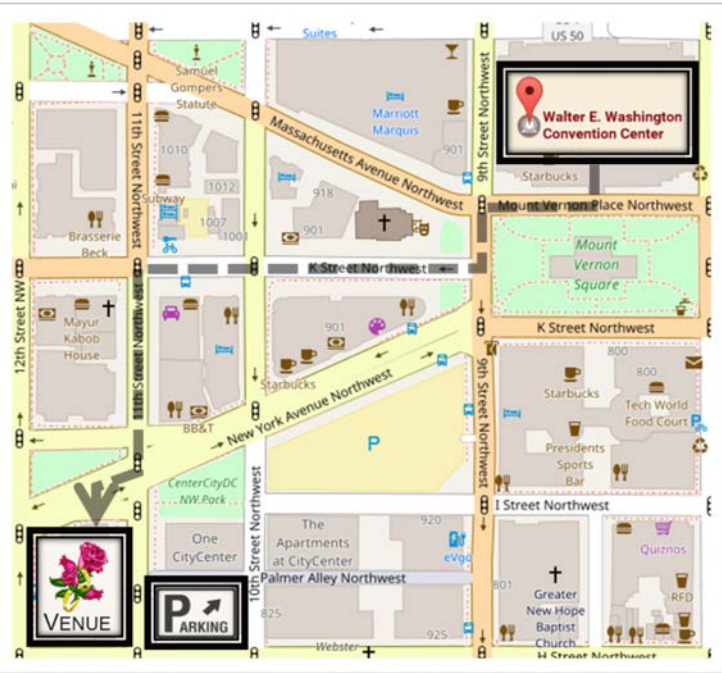 Suites
US 50
Samuel
Gompers
Statute
Marriott
Marquis
901
9th Street Northwest
Walter E. Washington
Convention Center
Starbucks
11th Street Northwest
1010
1012
Massachusetts Avenue Northwest
Mount Vernon Place Northwest
Subway
1007
1001
918
901
Brasserie
Beck
Mount
Vernon
Square
K Street Northwest
12th Street NW
K Street Northwest
Mayur
Kabob
House
11th Street Northwest
901
Starbucks
BB&T
New York Avenue Northwest
9th Street Northwest
800
800
Starbucks
Tech World
Food Court
P
P
Presidents
Sports
Bar
CenterCityDC
NW Park
10th Street Northwest
I Street Northwest
One
CityCenter
The
Apartments
at CityCenter
920
eVgo
Quiznos
Palmer Alley Northwest
VENUE
P
PARKING
825
925
801
Greater
New Hope
Baptist
Church
RFD
Webster
H Street Northwest